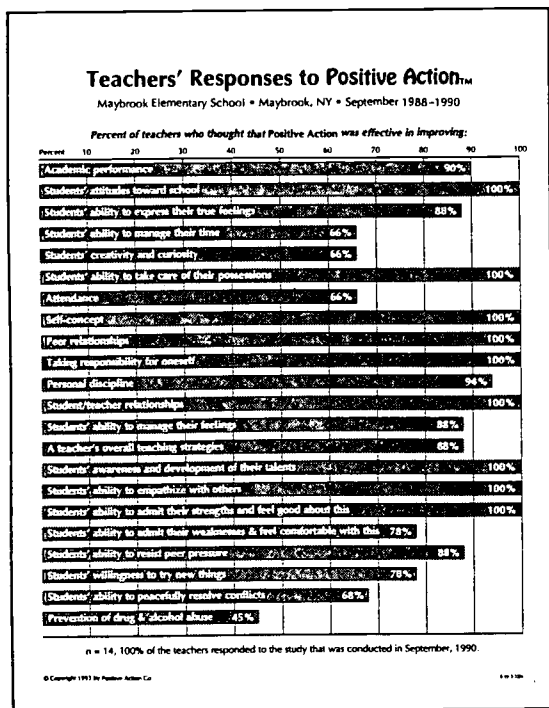 Teachers' Responses to Positive Action™
Maybrook Elementary School • Maybrook, NY • September 1988-1990
Percent of teachers who thought that Positive Action was effective in improving:
Percent 10 20 30 40 50 60 70 80 90 100
Academic performance 90%
Students' attitudes toward school 100%
Students' ability to express their true feelings 88%
Students' ability to manage their time 66%
Students' creativity and curiosity 66%
Students' ability to take care of their possessions 100%
Attendance 66%
Self-concept 100%
Peer relationships 100%
Taking responsibility for oneself 100%
Personal discipline 94%
Student/teacher relationships 100%
Students' ability to manage their feelings 88%
A teacher's overall teaching strategies 88%
Students' awareness and development of their talents 100%
Students' ability to empathize with others 100%
Students' ability to admit their strengths and feel good about this 100%
Students' ability to admit their weaknesses & feel comfortable with this 78%
Students' ability to resist peer pressure 88%
Students' willingness to try new things 78%
Students' ability to peacefully resolve conflicts 68%
Prevention of drug & alcohol abuse 45%
n = 14, 100% of the teachers responded to the study that was conducted in September, 1990.
© Copyright 1993 by Positive Action Co